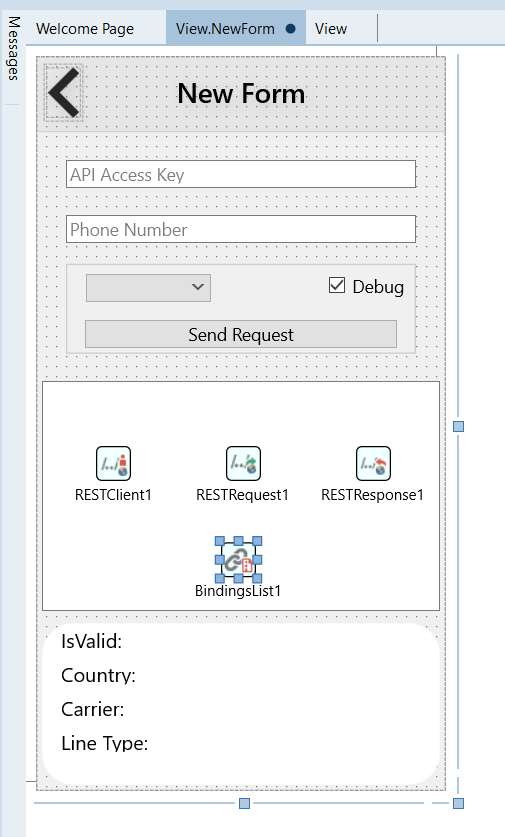 Messages
Welcome Page
View.NewForm
View
New Form
API Access Key
Phone Number
Debug
Send Request
RESTClient1
RESTRequest1
RESTResponse1
BindingsList1
IsValid:
Country:
Carrier:
Line Type: